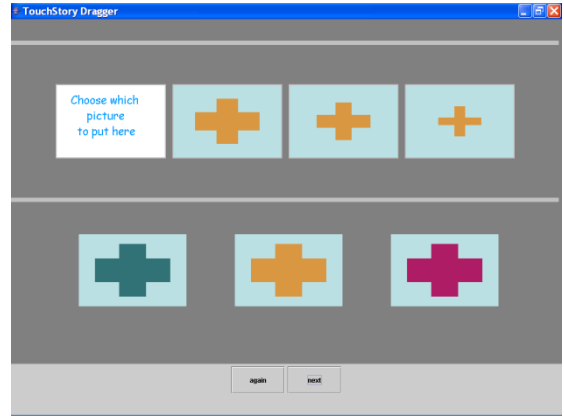 TouchStory Dragger
Choose which
picture
to put here
again
next